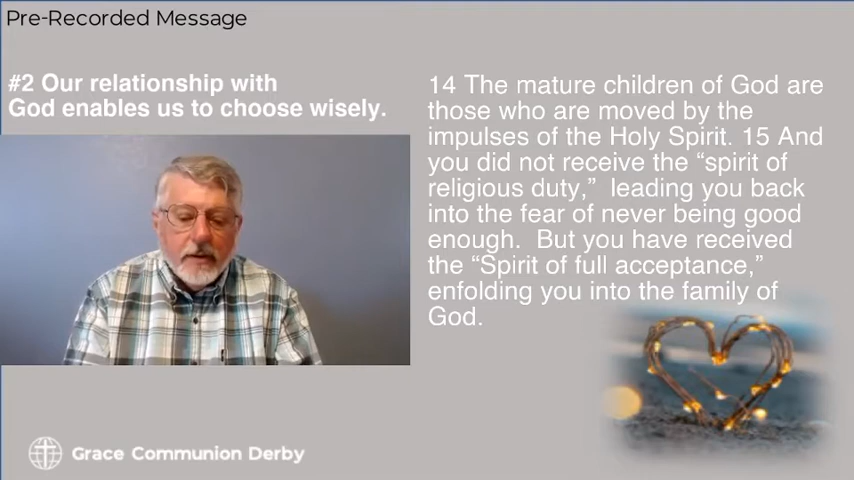 Pre-Recorded Message
#2 Our relationship with
God enables us to choose wisely.
14 The mature children of God are
those who are moved by the
impulses of the Holy Spirit. 15 And
you did not receive the “spirit of
religious duty,”  leading you back
into the fear of never being good
enough.  But you have received
the “Spirit of full acceptance,”
enfolding you into the family of
God.
Grace Communion Derby